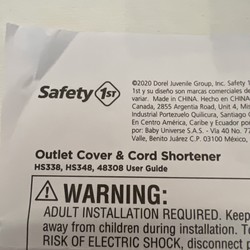 Safety 1ST
©2020 Dorel Juvenile Group, Inc. Safety 1
1st y su diseño son marcas comerciales de
variar. Made in CHINA. Hecho en CHINA
Canada, 2855 Argentia Road, Unit 4, Miss
Industrial Portezuelo Quilicura, Santiago C
En Centro América, Caribe y Ecuador
por: Baby Universe S.A.S. - Vía 40 No. 77
Valle, Benito Juárez C.P. 03100 México,
Outlet Cover & Cord Shortener
HS338, HS348, 48308 User Guide
WARNING:
ADULT INSTALLATION REQUIRED. Keep
away from children during installation.
RISK OF ELECTRIC SHOCK, disconnect p